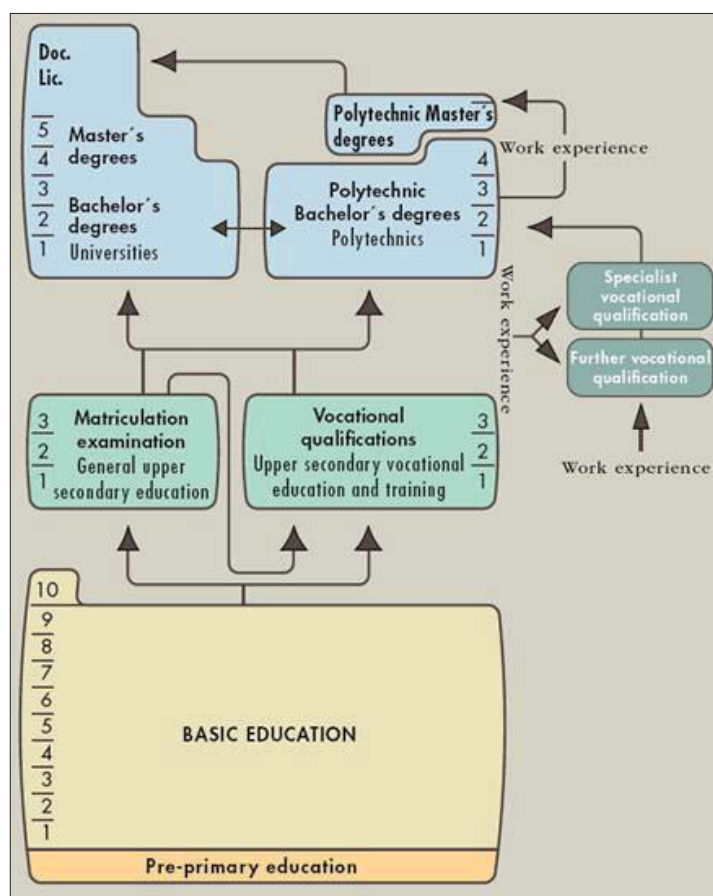 Doc.
Lic.
5
4
3
2
1
Master´s
degrees
Bachelor´s
degrees
Universities
Polytechnic Master´s
degrees
Work experience
Polytechnic
Bachelor´s degrees
Polytechnics
4
3
2
1
Work experience
Specialist
vocational
qualification
Further vocational
qualification
Work experience
3
2
1
Matriculation
examination
General upper
secondary education
Vocational
qualifications
Upper secondary vocational
education and training
3
2
1
10
9
8
7
6
5
4
3
2
1
BASIC EDUCATION
Pre-primary education